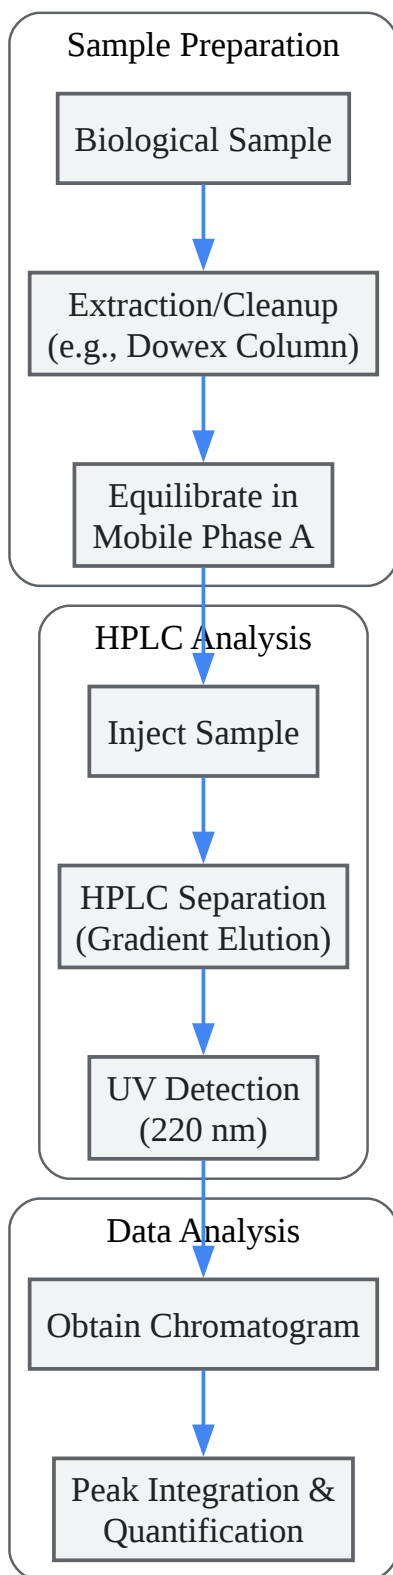 Sample Preparation
Biological Sample
Extraction/Cleanup
(e.g., Dowex Column)
Equilibrate in
Mobile Phase A
HPLC Analysis
Inject Sample
HPLC Separation
(Gradient Elution)
UV Detection
(220 nm)
Data Analysis
Obtain Chromatogram
Peak Integration &
Quantification